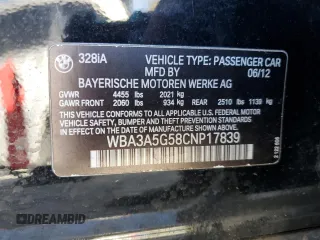 BMW
328iA
VEHICLE TYPE: PASSENGER CAR
MFD BY 06/12
BAYERISCHE MOTOREN WERKE AG
GVWR 4455 lbs 2021 kg
GAWR FRONT 2060 lbs 934 kg REAR 2510 lbs 1139 kg
THIS VEHICLE CONFORMS TO ALL APPLICABLE FEDERAL
MOTOR VEHICLE SAFETY, BUMPER, AND THEFT PREVENTION
STANDARDS IN EFFECT ON THE DATE OF MANUFACTURE
SHOWN ABOVE.
WBA3A5G58CNP17839
AUTOBIDMASTER